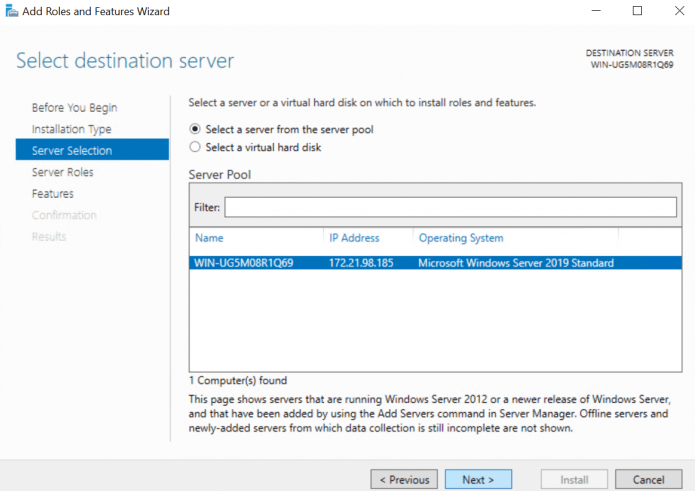 Add Roles and Features Wizard
Select destination server
DESTINATION SERVER
WIN-UG5M08R1Q69
Before You Begin
Installation Type
Server Selection
Server Roles
Features
Confirmation
Results
Select a server or a virtual hard disk on which to install roles and features.
Select a server from the server pool
Select a virtual hard disk
Server Pool
Filter:
Name IP Address Operating System
WIN-UG5M08R1Q69 172.21.98.185 Microsoft Windows Server 2019 Standard
1 Computer(s) found
This page shows servers that are running Windows Server 2012 or a newer release of Windows Server,
and that have been added by using the Add Servers command in Server Manager. Offline servers and
newly-added servers from which data collection is still incomplete are not shown.
< Previous Next > Install Cancel